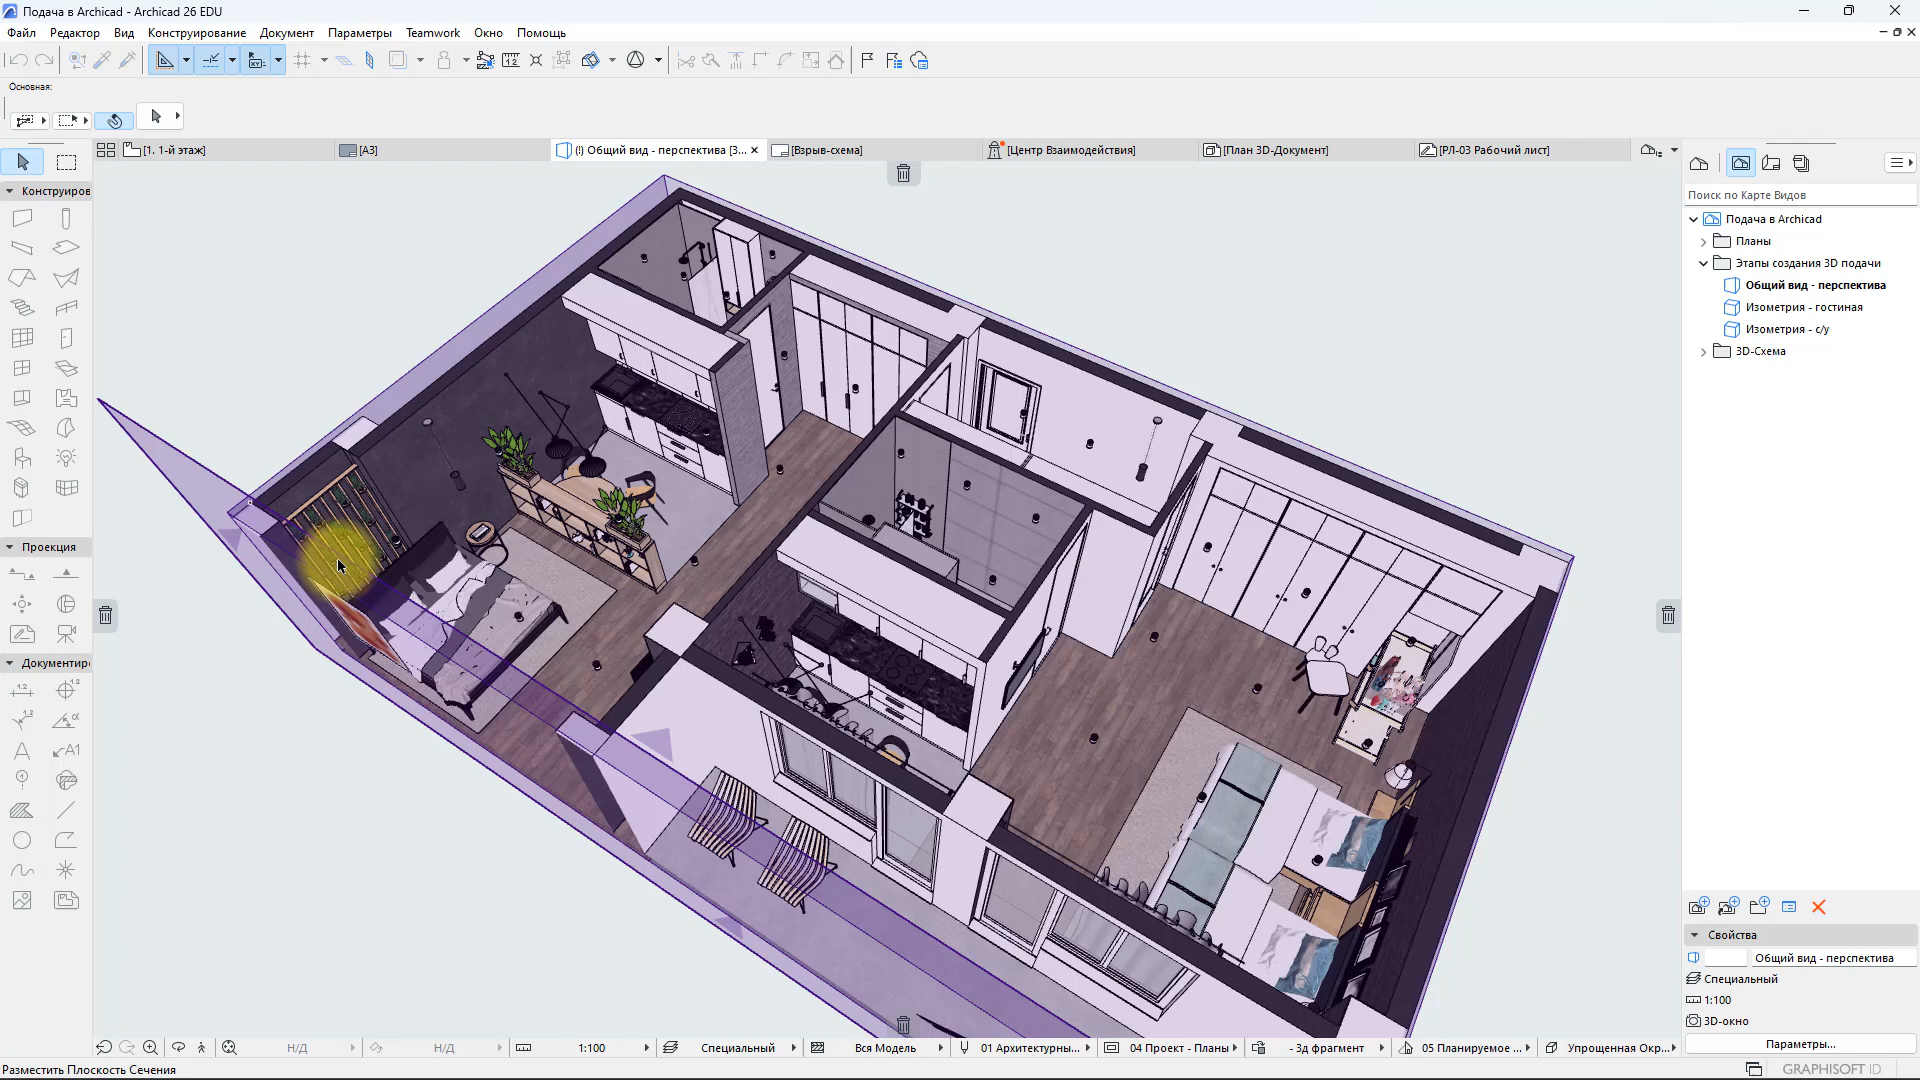 Подача в Archicad - Archicad 26 EDU
Файл Редактор Вид Конструирование Документ Параметры Teamwork Окно Помощь
Основная:
[1. 1-й этаж]
[A3]
(!) Общий вид - перспектива [3...
[Взрыв-схема]
[Центр Взаимодействия]
[План 3D-Документ]
[РЛ-03 Рабочий лист]
Конструиров
Проекция
Документир
Поиск по Карте Видов
Подача в Archicad
Планы
Этапы создания 3D подачи
Общий вид - перспектива
Изометрия - гостиная
Изометрия - с/у
3D-Схема
Свойства
Общий вид - перспектива
Специальный
1:100
3D-окно
Параметры...
Н/Д
Н/Д
1:100
Специальный
Вся Модель
01 Архитектурны...
04 Проект - Планы
- 3д фрагмент
05 Планируемое ...
Упрощенная Окр...
Разместить Плоскость Сечения
GRAPHISOFT ID